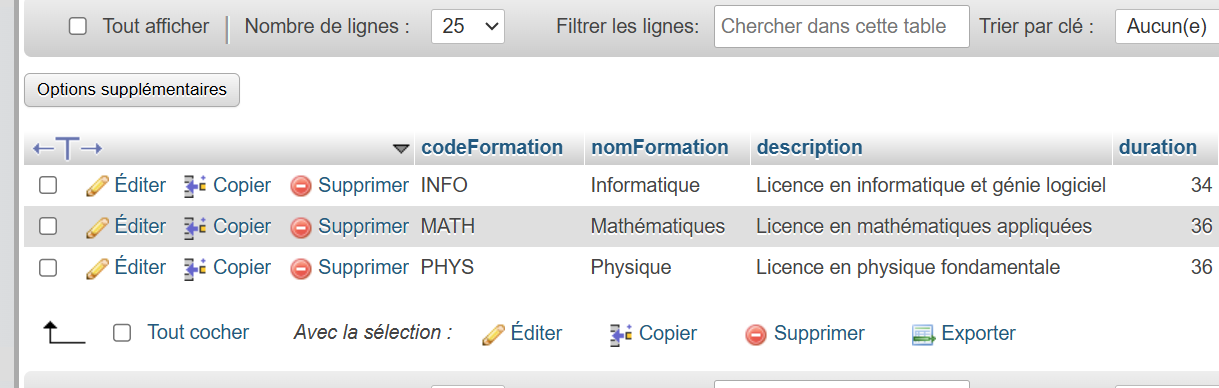 Tout afficher Nombre de lignes : 25 Filtrer les lignes: Chercher dans cette table Trier par clé : Aucun(e)
Options supplémentaires
codeFormation nomFormation description duration
Éditer Copier Supprimer INFO Informatique Licence en informatique et génie logiciel 34
Éditer Copier Supprimer MATH Mathématiques Licence en mathématiques appliquées 36
Éditer Copier Supprimer PHYS Physique Licence en physique fondamentale 36
Tout cocher Avec la sélection : Éditer Copier Supprimer Exporter